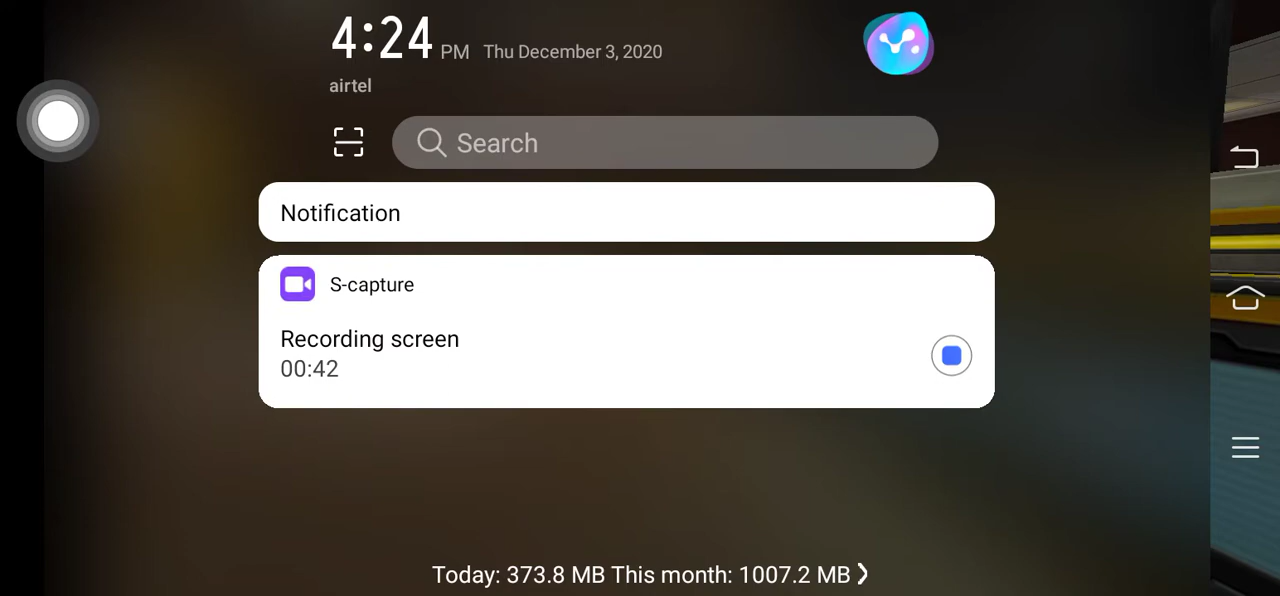 4:24 PM Thu December 3, 2020
airtel
Search
Notification
S-capture
Recording screen
00:42
Today: 373.8 MB This month: 1007.2 MB ❯